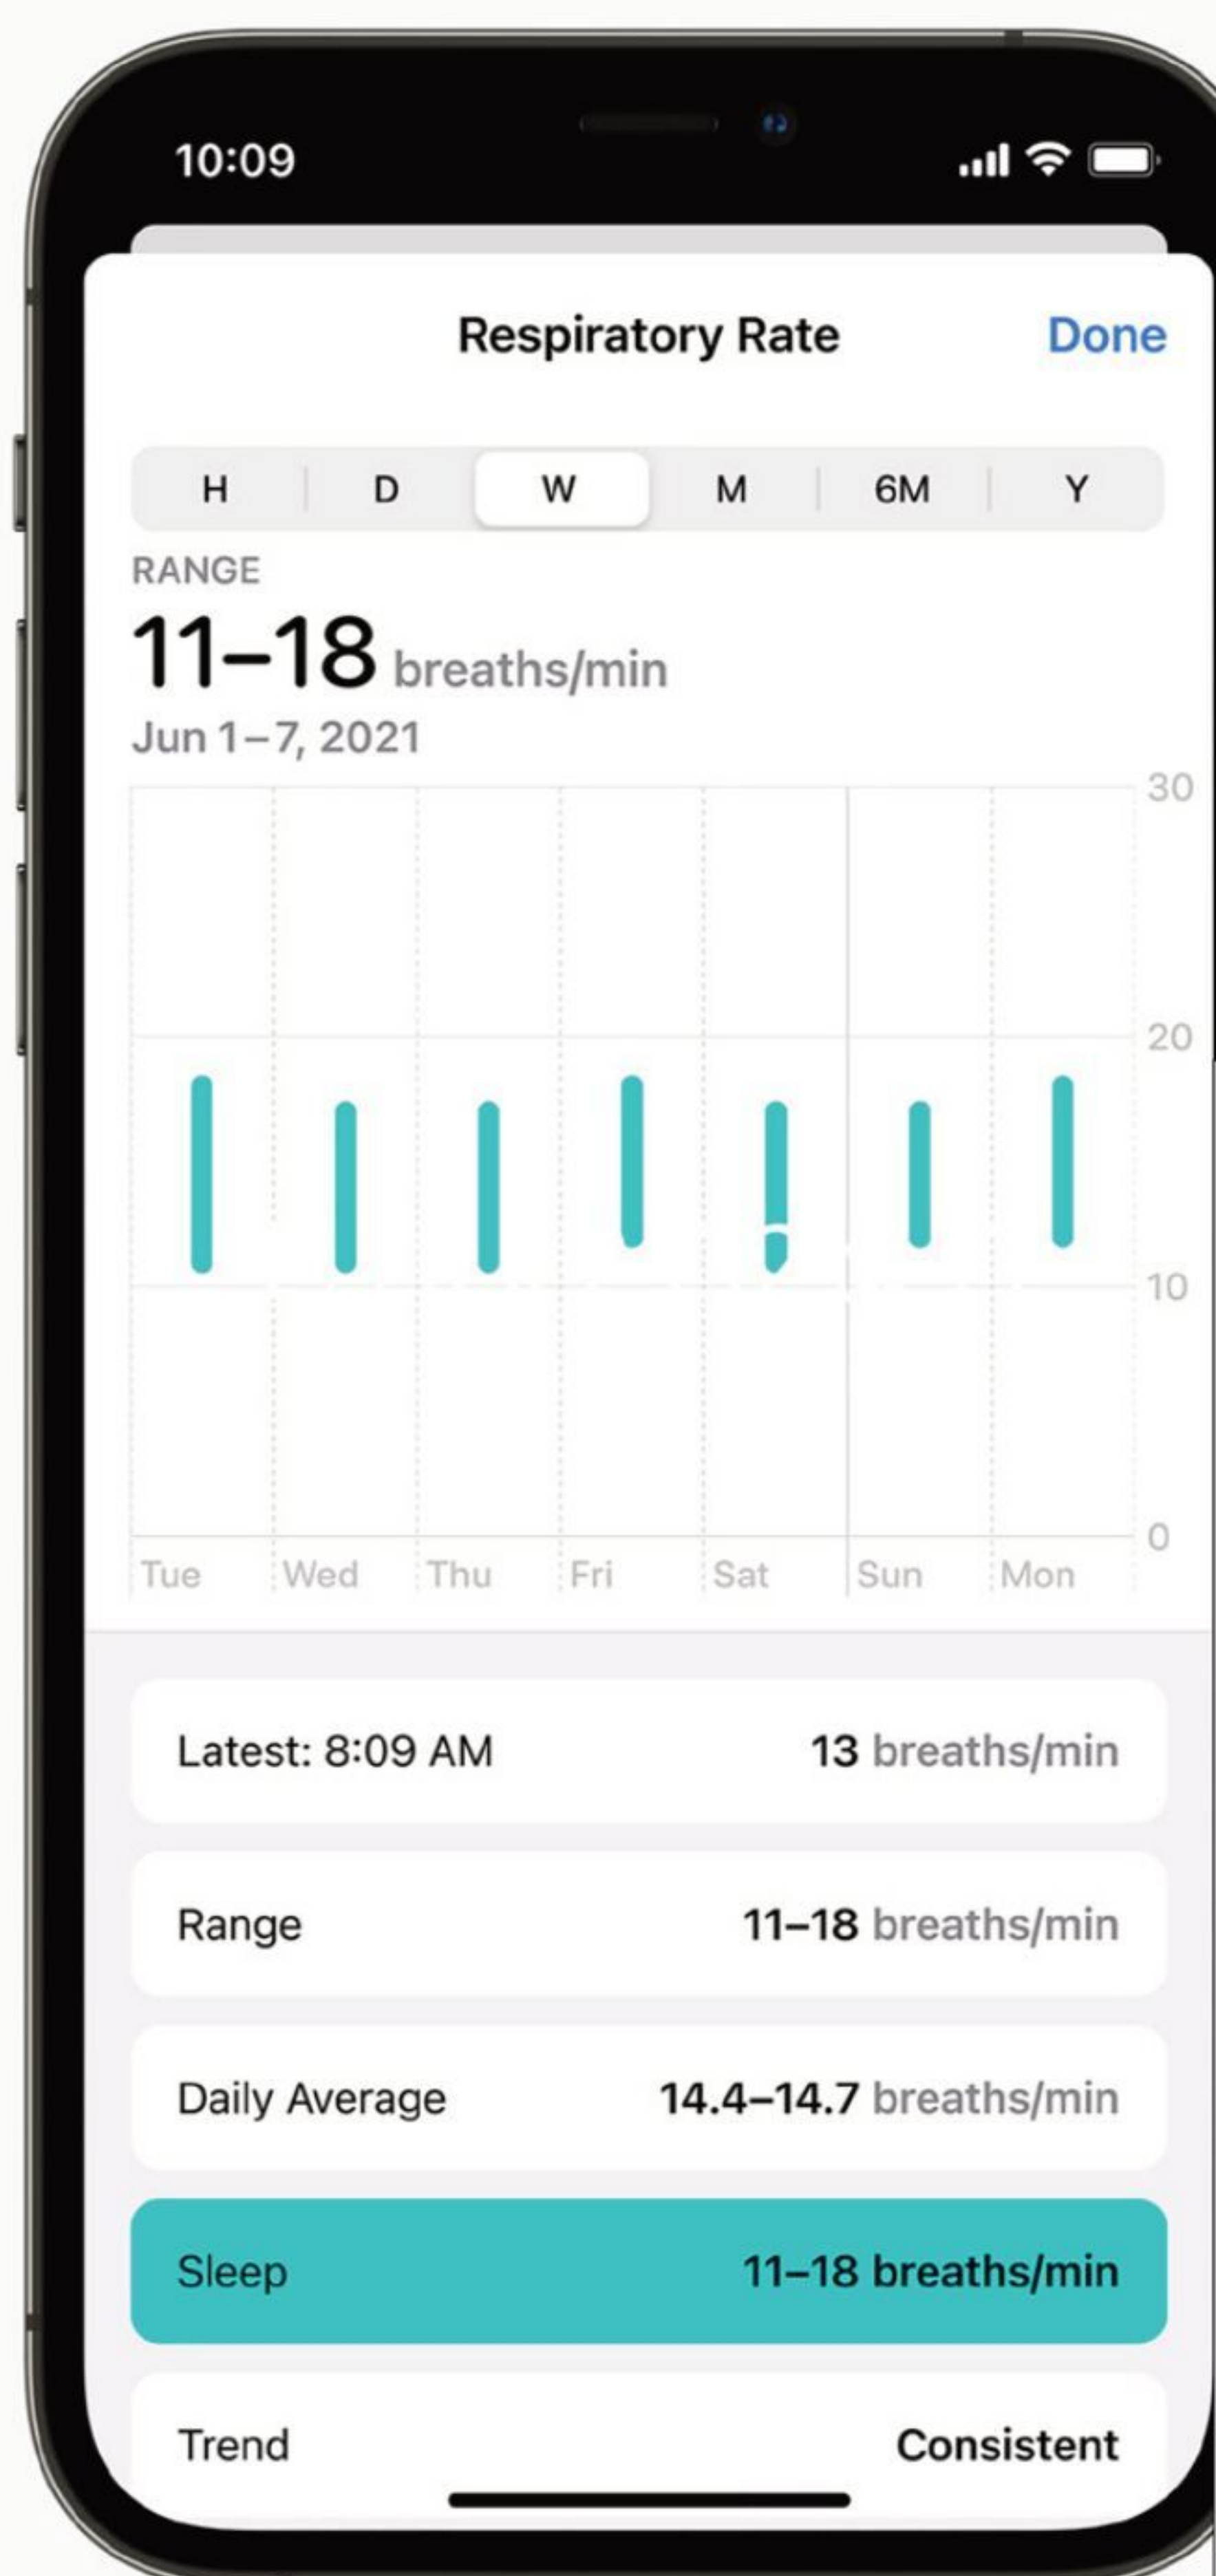 10:09
Respiratory Rate Done
H D W M 6M Y
RANGE
11–18 breaths/min
Jun 1–7, 2021
30
20
10
0
Tue Wed Thu Fri Sat Sun Mon
Latest: 8:09 AM 13 breaths/min
Range 11–18 breaths/min
Daily Average 14.4–14.7 breaths/min
Sleep 11–18 breaths/min
Trend Consistent